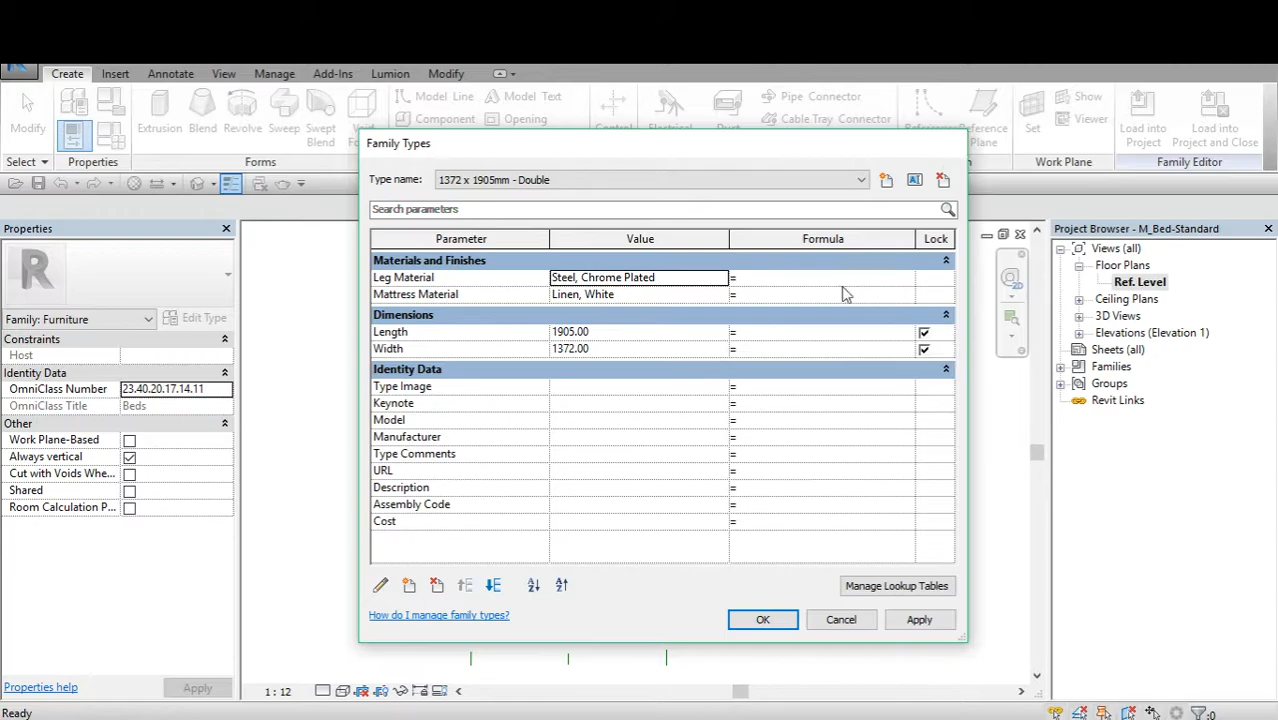 Create Insert Annotate View Manage Add-Ins Lumion Modify
Model Line Model Text Pipe Connector Show
Component Opening Cable Tray Connector Viewer
Modify Extrusion Blend Revolve Sweep Swept Blend Set Load into Project Load into Project and Close
Select Properties Forms Work Plane Family Editor
Properties
Family: Furniture Edit Type
Constraints
Host
Identity Data
OmniClass Number 23.40.20.17.14.11
OmniClass Title Beds
Other
Work Plane-Based
Always vertical
Cut with Voids Whe...
Shared
Room Calculation P...
Properties help Apply
Family Types
Type name: 1372 x 1905mm - Double
Search parameters
Parameter Value Formula Lock
Materials and Finishes
Leg Material Steel, Chrome Plated =
Mattress Material Linen, White =
Dimensions
Length 1905.00 =
Width 1372.00 =
Identity Data
Type Image =
Keynote =
Model =
Manufacturer =
Type Comments =
URL =
Description =
Assembly Code =
Cost =
Manage Lookup Tables
How do I manage family types?
OK Cancel Apply
Project Browser - M_Bed-Standard
Views (all)
Floor Plans
Ref. Level
Ceiling Plans
3D Views
Elevations (Elevation 1)
Sheets (all)
Families
Groups
Revit Links
1 : 12
Ready :0